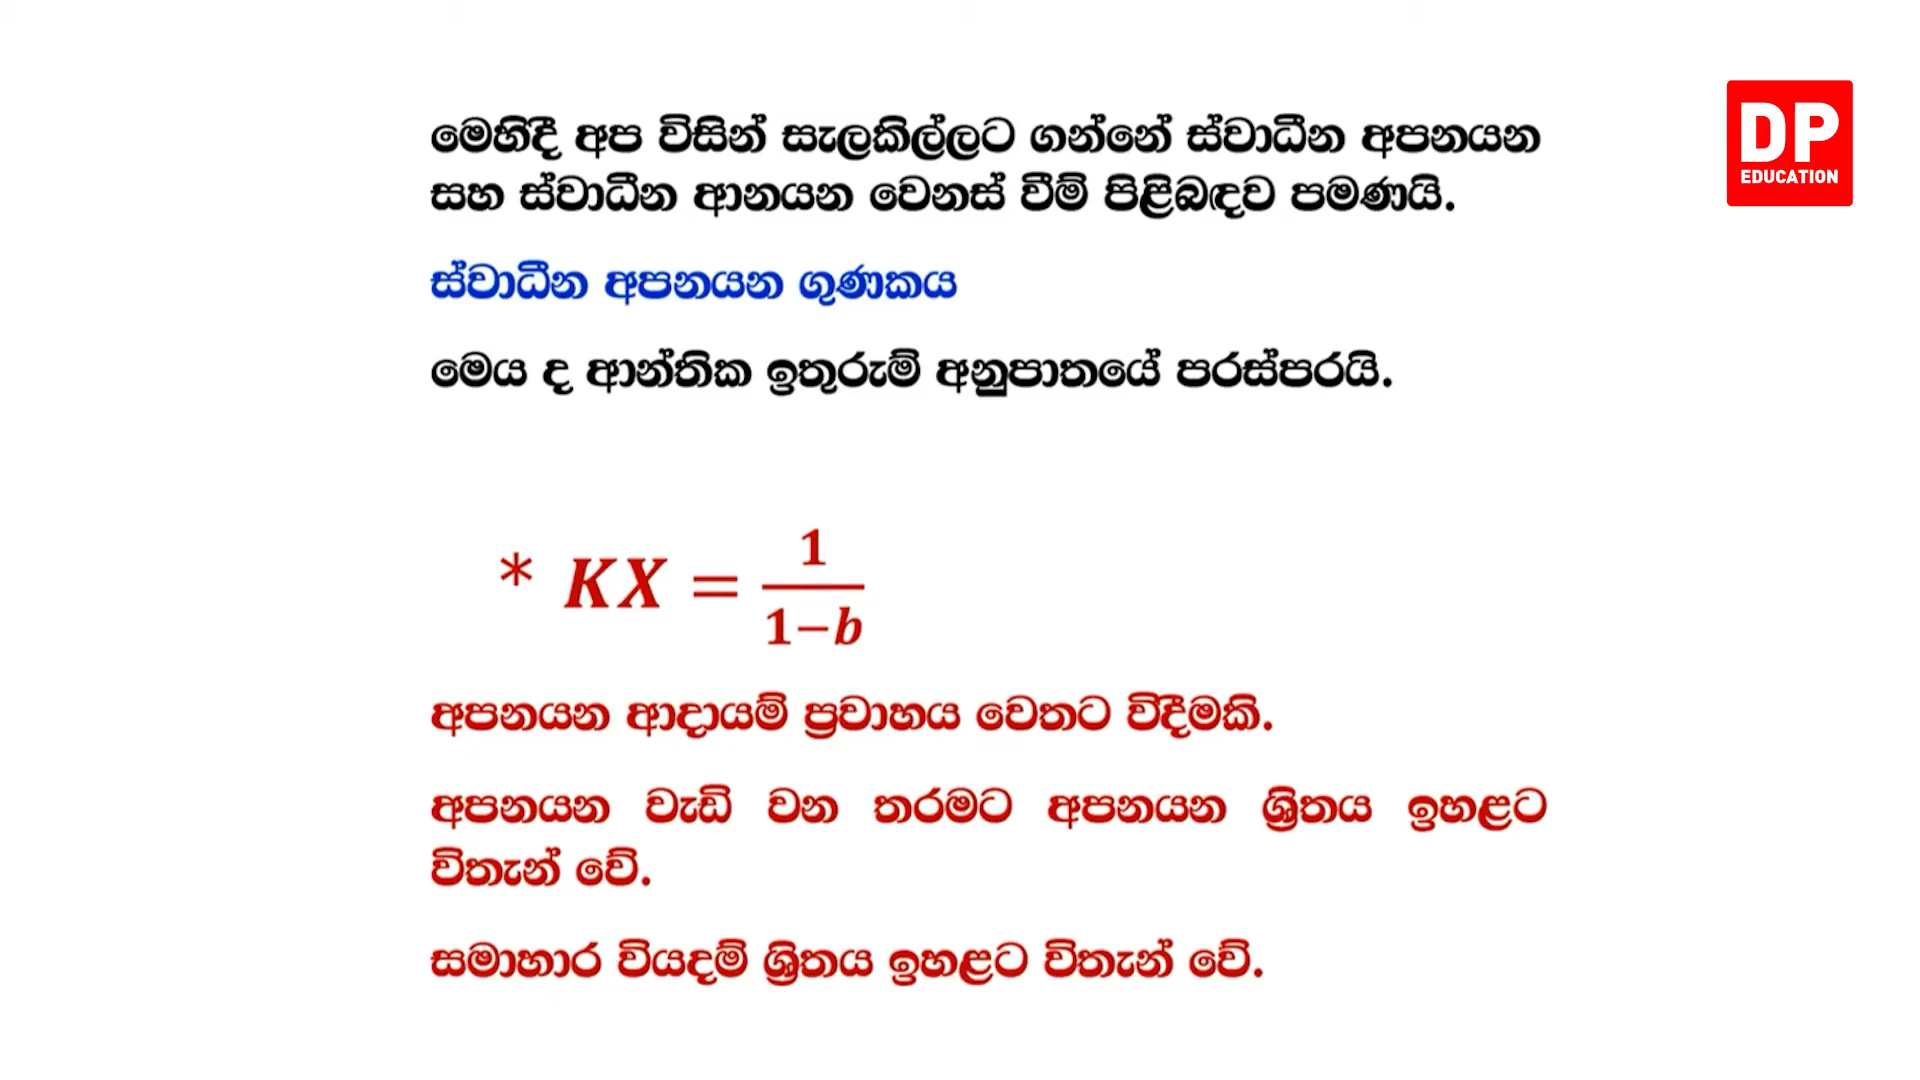 මෙහිදී අප විසින් සැලකිල්ලට ගන්නේ ස්වාධීන අපනයන
සහ ස්වාධීන ආනයන වෙනස් වීම් පිළිබඳව පමණයි.
ස්වාධීන අපනයන ගුණකය
මෙය ද ආන්තික ඉතුරුම් අනුපාතයේ පරස්පරයි.
* KX = 1/(1−b)
අපනයන ආදායම් ප්‍රවාහය වෙතට විදීමකි.
අපනයන වැඩි වන තරමට අපනයන ශ්‍රිතය ඉහළට
විතැන් වේ.
සමාහාර වියදම් ශ්‍රිතය ඉහළට විතැන් වේ.
DP
EDUCATION